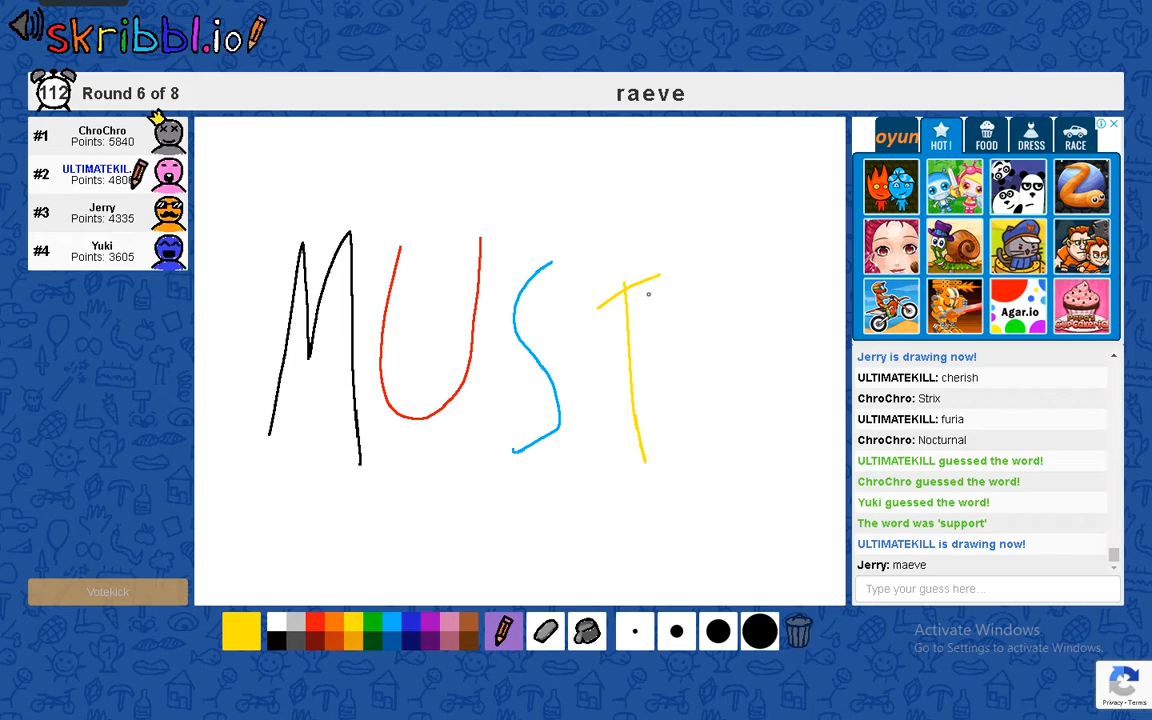 skribbl.io
112 Round 6 of 8
raeve
#1 ChroChro
Points: 5840
#2 ULTIMATEKIL.
Points: 480
#3 Jerry
Points: 4335
#4 Yuki
Points: 3605
Votekick
MUST
oyun HOT! FOOD DRESS RACE
Agar.io
Jerry is drawing now!
ULTIMATEKILL: cherish
ChroChro: Strix
ULTIMATEKILL: furia
ChroChro: Nocturnal
ULTIMATEKILL guessed the word!
ChroChro guessed the word!
Yuki guessed the word!
The word was 'support'
ULTIMATEKILL is drawing now!
Jerry: maeve
Type your guess here...
Activate Windows
Go to Settings to activate Windows.
Privacy - Terms